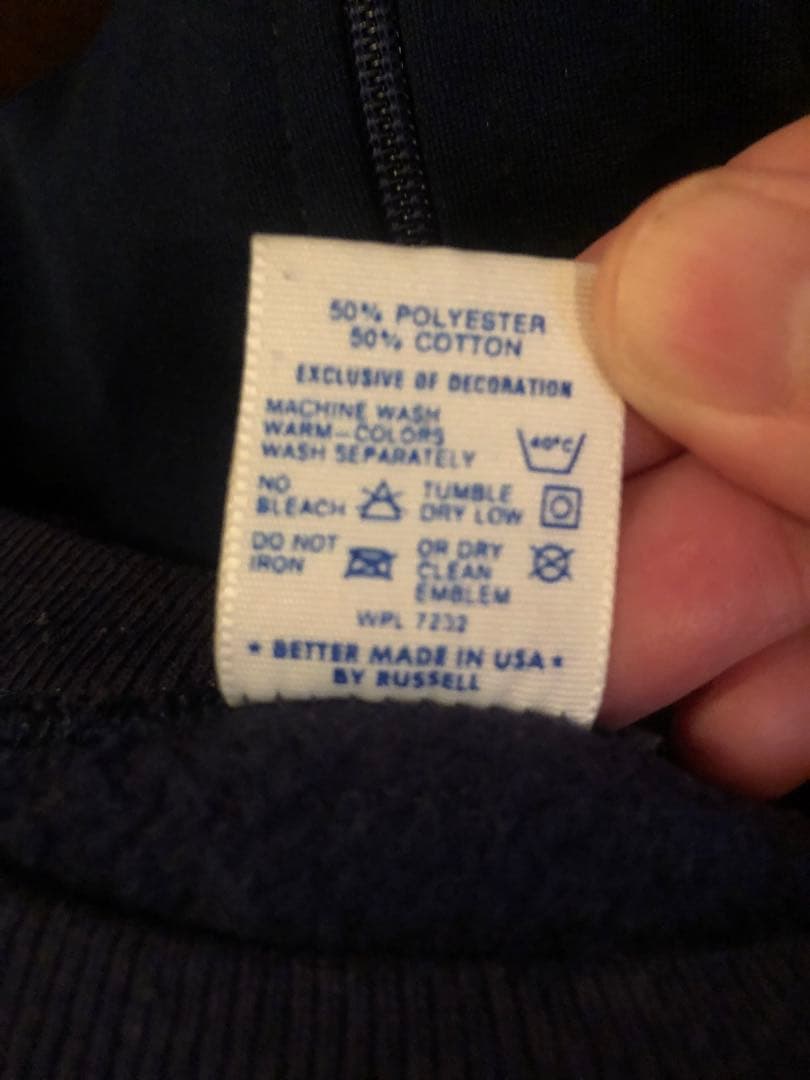 50% POLYESTER
50% COTTON
EXCLUSIVE OF DECORATION
MACHINE WASH
WARM-COLORS
WASH SEPARATELY
40°C
NO
BLEACH
TUMBLE
DRY LOW
DO NOT
IRON
OR DRY
CLEAN
EMBLEM
WPL 7232
* BETTER MADE IN USA *
BY RUSSELL